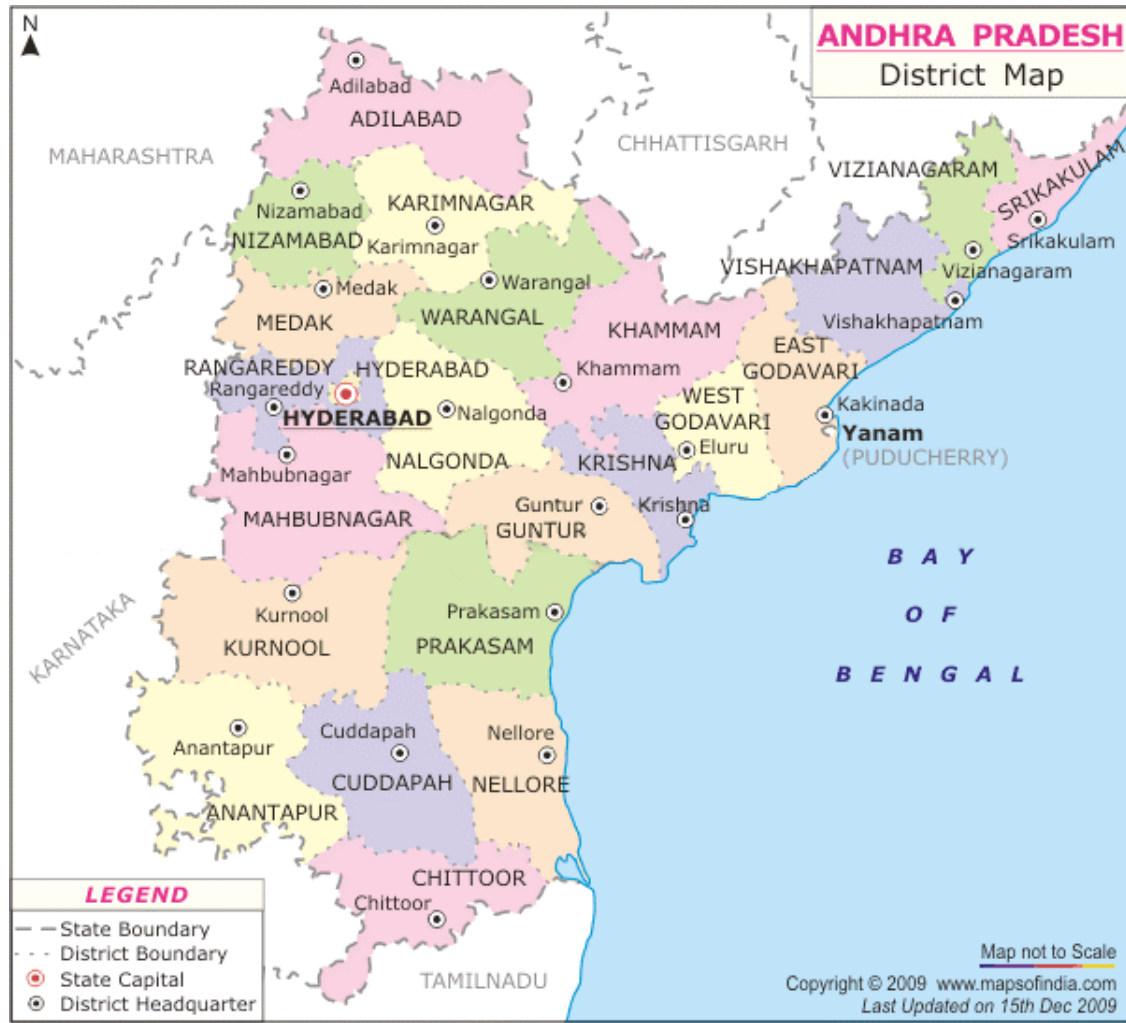 N
ANDHRA PRADESH
District Map
Adilabad
ADILABAD
MAHARASHTRA
CHHATTISGARH
VIZIANAGARAM
SRIKAKULAM
Srikakulam
Nizamabad
NIZAMABAD
KARIMNAGAR
Karimnagar
Vizianagaram
VISHAKHAPATNAM
Vishakhapatnam
Medak
MEDAK
Warangal
WARANGAL
KHAMMAM
Khammam
EAST
GODAVARI
RANGAREDDY
Rangareddy
HYDERABAD
HYDERABAD
Nalgonda
NALGONDA
WEST
GODAVARI
Eluru
Kakinada
Yanam
(PUDUCHERRY)
Mahbubnagar
MAHBUBNAGAR
KRISHNA
Krishna
Guntur
GUNTUR
BAY
OF
BENGAL
KARNATAKA
Kurnool
KURNOOL
Prakasam
PRAKASAM
Anantapur
ANANTAPUR
Cuddapah
CUDDAPAH
Nellore
NELLORE
CHITTOOR
Chittoor
TAMILNADU
LEGEND
State Boundary
District Boundary
State Capital
District Headquarter
Map not to Scale
Copyright © 2009 www.mapsofindia.com
Last Updated on 15th Dec 2009